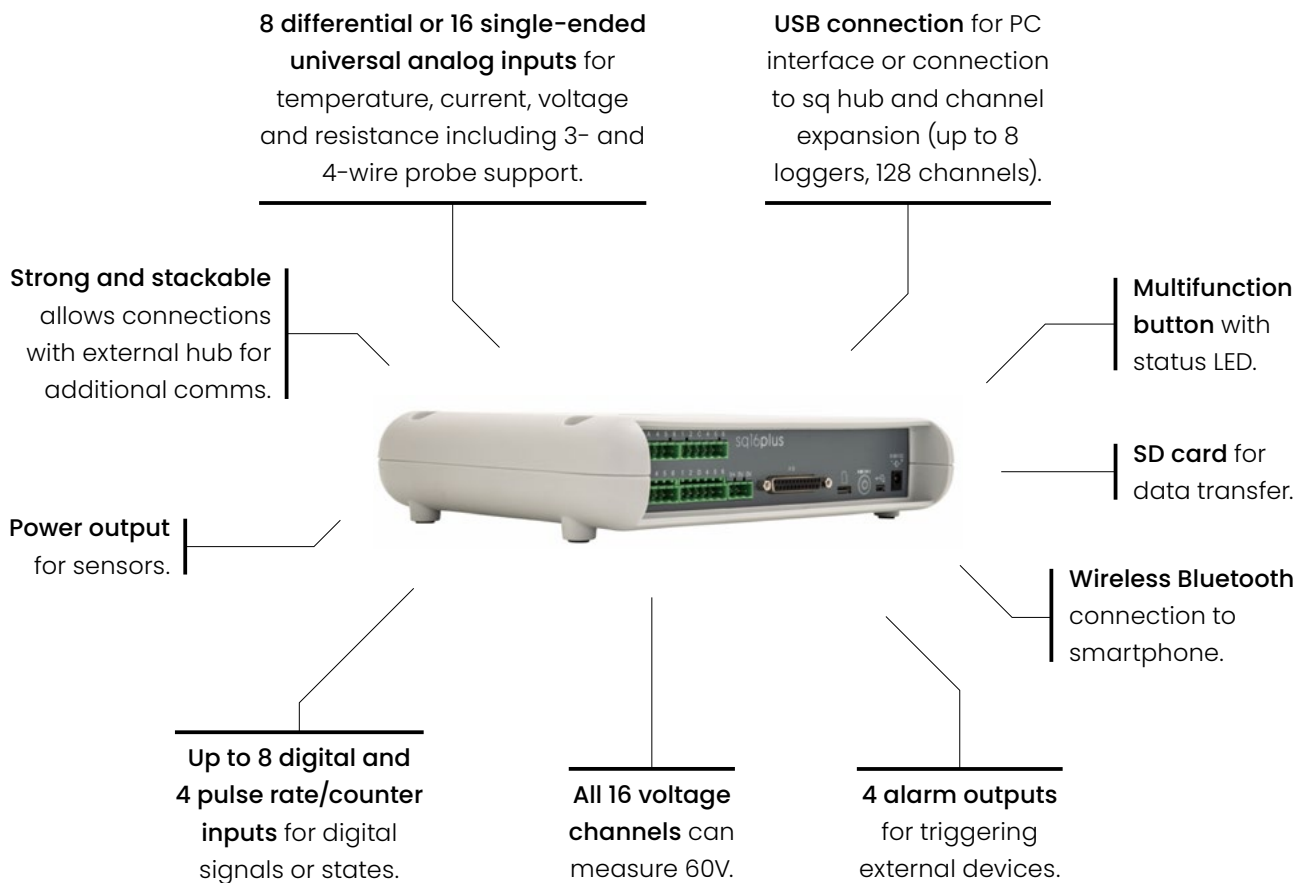 8 differential or 16 single-ended
universal analog inputs for
temperature, current, voltage
and resistance including 3- and
4-wire probe support.
USB connection for PC
interface or connection
to sq hub and channel
expansion (up to 8
loggers, 128 channels).
Strong and stackable
allows connections
with external hub for
additional comms.
Multifunction
button with
status LED.
sq16plus
SD card for
data transfer.
Power output
for sensors.
Wireless Bluetooth
connection to
smartphone.
Up to 8 digital and
4 pulse rate/counter
inputs for digital
signals or states.
All 16 voltage
channels can
measure 60V.
4 alarm outputs
for triggering
external devices.